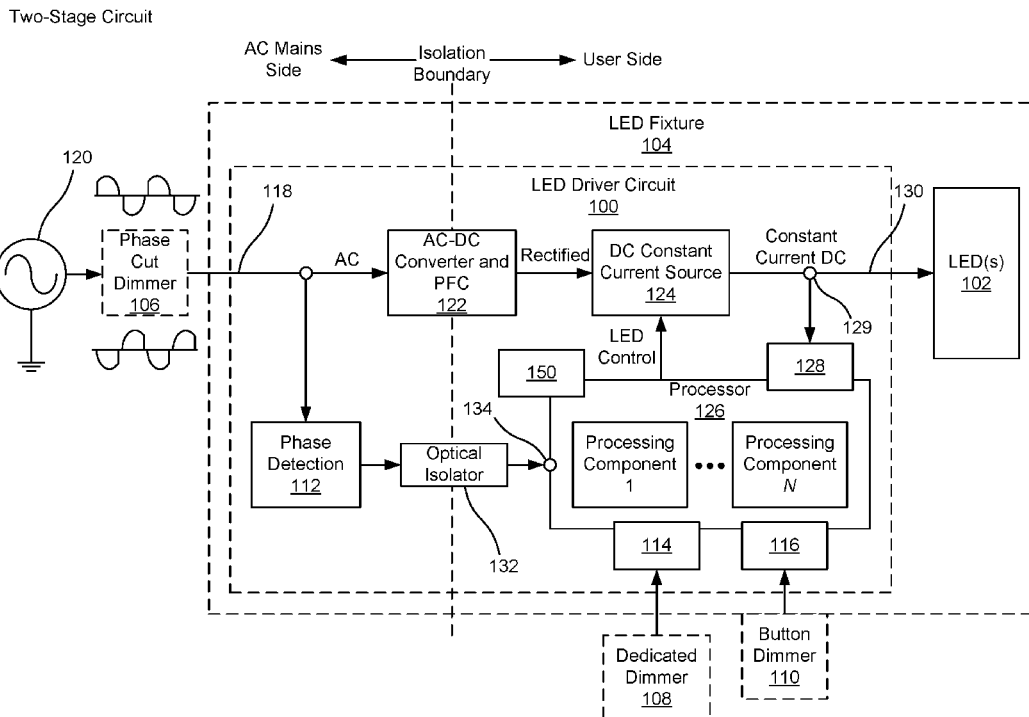 Two-Stage Circuit
AC Mains
Side
Isolation
Boundary
User Side
LED Fixture
104
120
118
LED Driver Circuit
100
130
Phase
Cut
Dimmer
106
AC
AC-DC
Converter and
PFC
122
Rectified
DC Constant
Current Source
124
Constant
Current DC
LED(s)
102
129
LED
Control
150
128
Processor
126
134
Phase
Detection
112
Optical
Isolator
Processing
Component
1
Processing
Component
N
132
114
116
Dedicated
Dimmer
108
Button
Dimmer
110